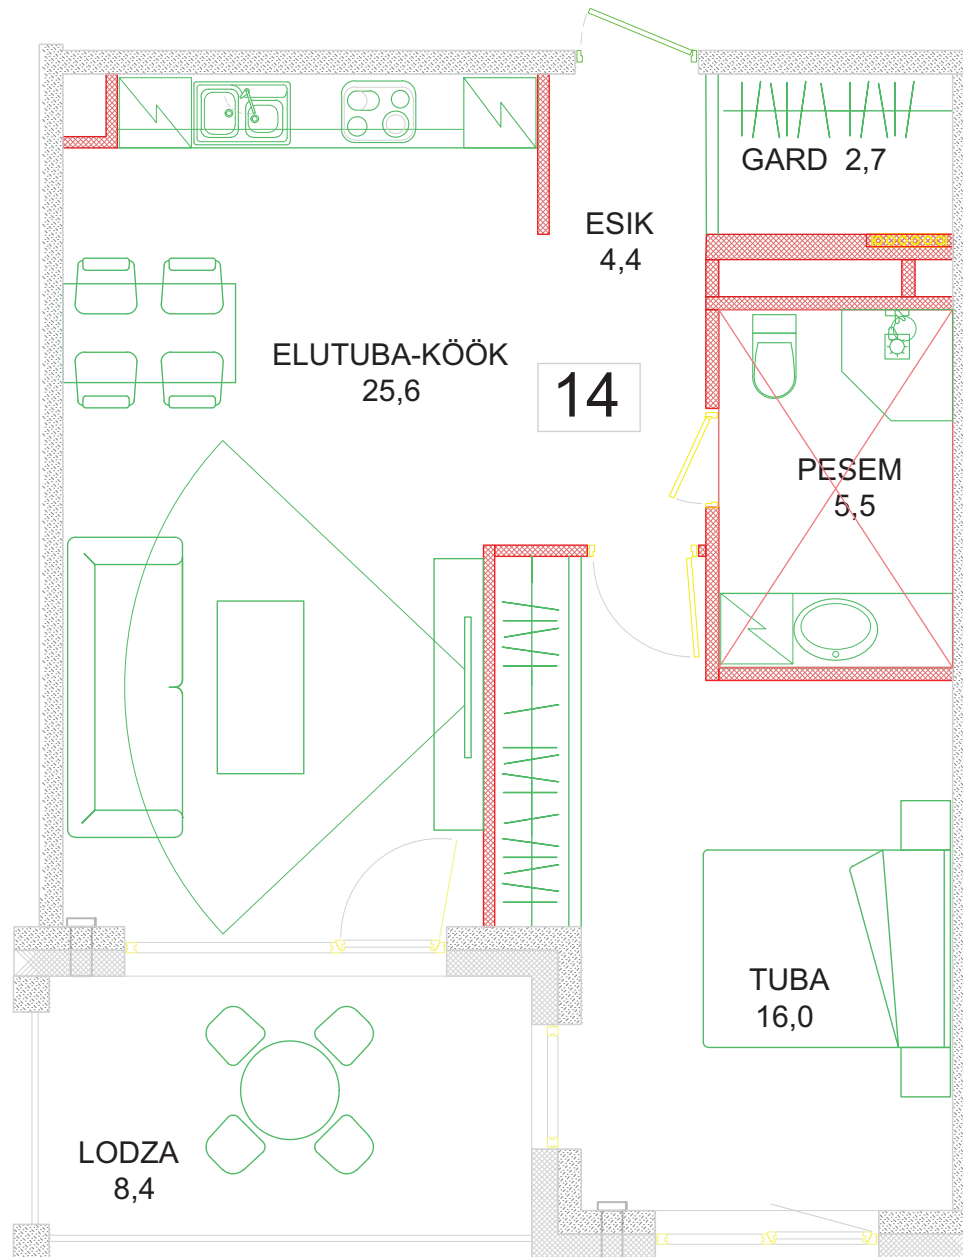 GARD 2,7
ESIK
4,4
ELUTUBA-KÖÖK
25,6
14
PESEM
5,5
TUBA
16,0
LODZA
8,4